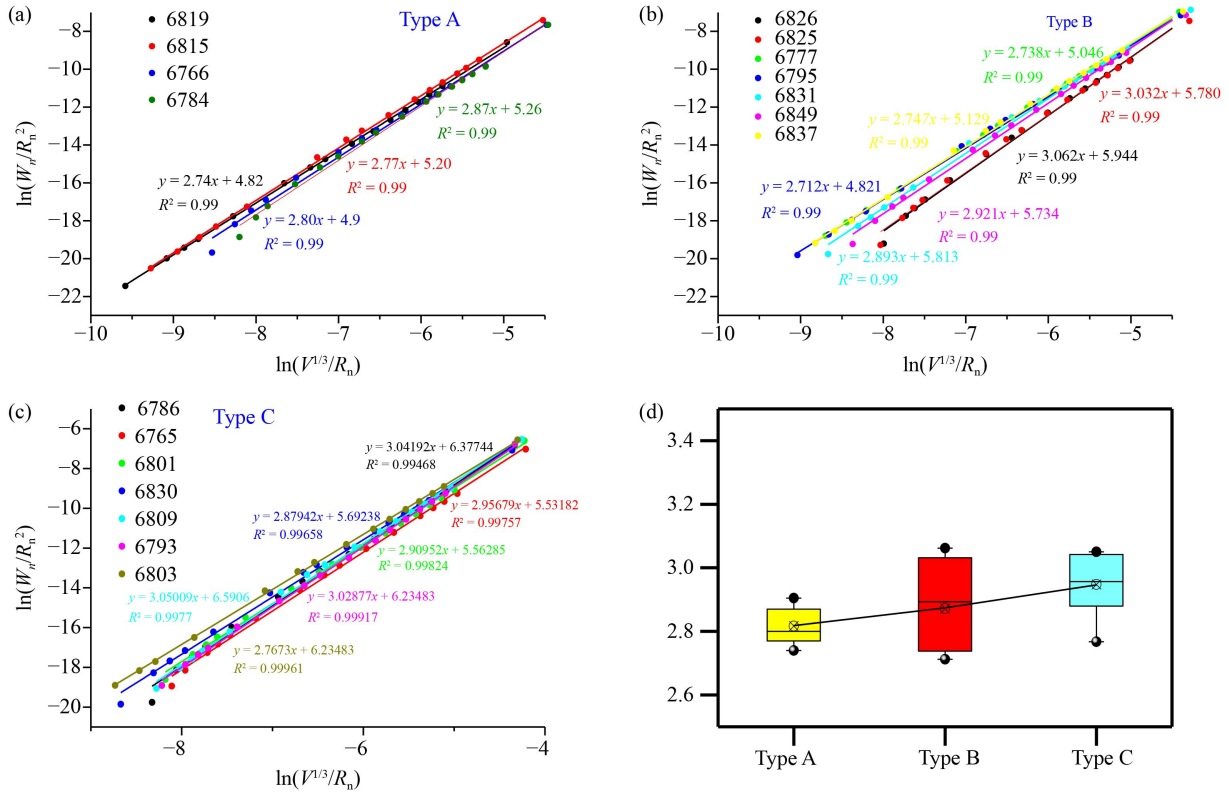 (a)
6819
6815
6766
6784
Type A
ln(Wₙ/Rₙ²)
−8
−10
−12
−14
−16
−18
−20
−22
y = 2.87x + 5.26
R² = 0.99
y = 2.77x + 5.20
R² = 0.99
y = 2.74x + 4.82
R² = 0.99
y = 2.80x + 4.9
R² = 0.99
−10
−9
−8
−7
−6
−5
ln(V¹/³/Rₙ)
(b)
6826
6825
6777
6795
6831
6849
6837
Type B
ln(Wₙ/Rₙ²)
−8
−10
−12
−14
−16
−18
−20
−22
y = 2.738x + 5.046
R² = 0.99
y = 3.032x + 5.780
R² = 0.99
y = 2.747x + 5.129
R² = 0.99
y = 3.062x + 5.944
R² = 0.99
y = 2.712x + 4.821
R² = 0.99
y = 2.921x + 5.734
R² = 0.99
y = 2.893x + 5.813
R² = 0.99
−10
−9
−8
−7
−6
−5
ln(V¹/³/Rₙ)
(c)
6786
6765
6801
6830
6809
6793
6803
Type C
ln(Wₙ/Rₙ²)
−6
−8
−10
−12
−14
−16
−18
−20
y = 3.04192x + 6.37744
R² = 0.99468
y = 2.95679x + 5.53182
R² = 0.99757
y = 2.87942x + 5.69238
R² = 0.99658
y = 2.90952x + 5.56285
R² = 0.99824
y = 3.05009x + 6.5906
R² = 0.9977
y = 3.02877x + 6.23483
R² = 0.99917
y = 2.7673x + 6.23483
R² = 0.99961
−8
−6
−4
ln(V¹/³/Rₙ)
(d)
3.4
3.2
3.0
2.8
2.6
Type A
Type B
Type C